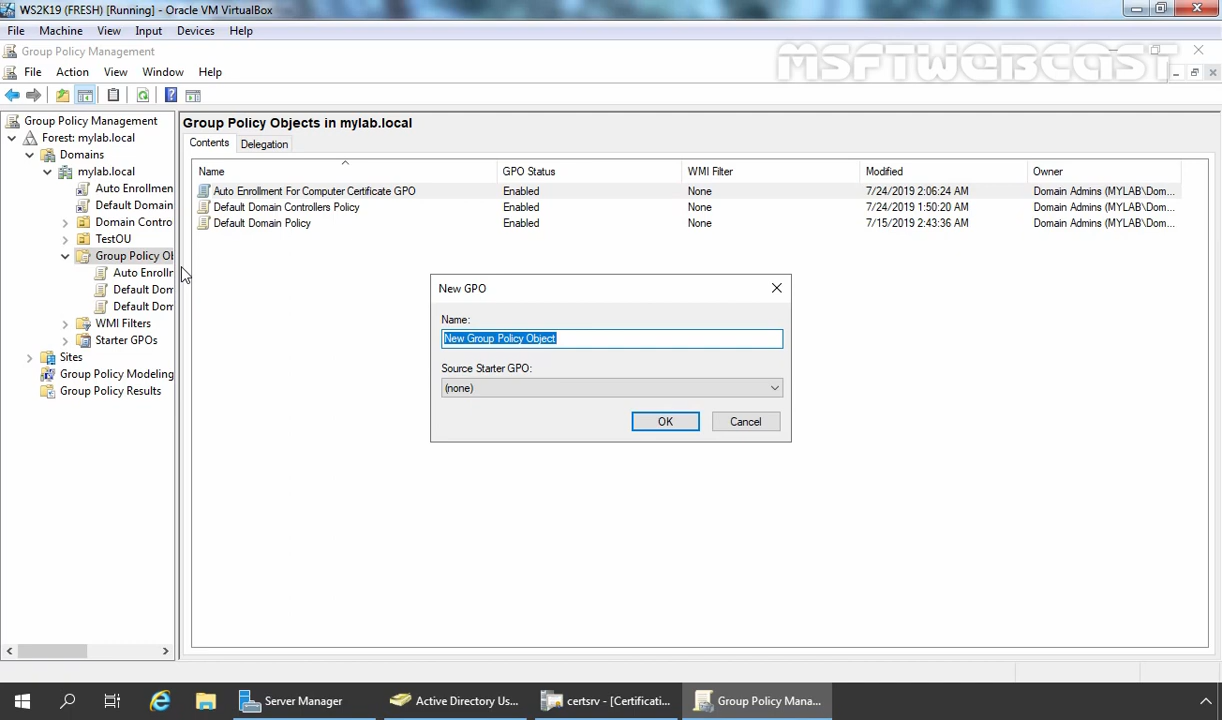 WS2K19 (FRESH) [Running] - Oracle VM VirtualBox
File Machine View Input Devices Help
Group Policy Management
MSFTWEBCAST
File Action View Window Help
Group Policy Management
Forest: mylab.local
Domains
mylab.local
Auto Enrollmen
Default Domain
Domain Contro
TestOU
Group Policy Ob
Auto Enrollr
Default Dom
Default Dom
WMI Filters
Starter GPOs
Sites
Group Policy Modeling
Group Policy Results
Group Policy Objects in mylab.local
Contents Delegation
Name GPO Status WMI Filter Modified Owner
Auto Enrollment For Computer Certificate GPO Enabled None 7/24/2019 2:06:24 AM Domain Admins (MYLAB\Dom...
Default Domain Controllers Policy Enabled None 7/24/2019 1:50:20 AM Domain Admins (MYLAB\Dom...
Default Domain Policy Enabled None 7/15/2019 2:43:36 AM Domain Admins (MYLAB\Dom...
New GPO
Name:
New Group Policy Object
Source Starter GPO:
(none)
OK Cancel
Server Manager Active Directory Us... certsrv - [Certificati... Group Policy Mana...